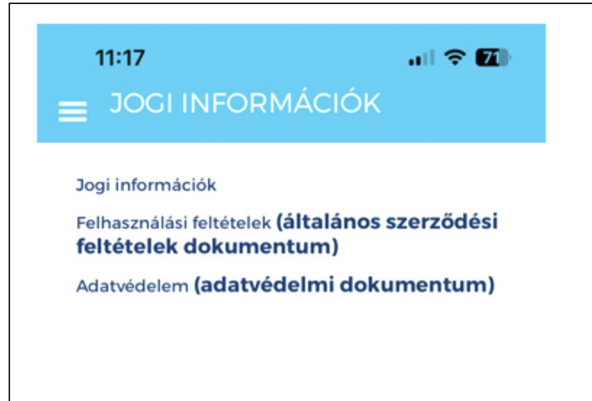 11:17
71
JOGI INFORMÁCIÓK
Jogi információk
Felhasználási feltételek (általános szerződési
feltételek dokumentum)
Adatvédelem (adatvédelmi dokumentum)